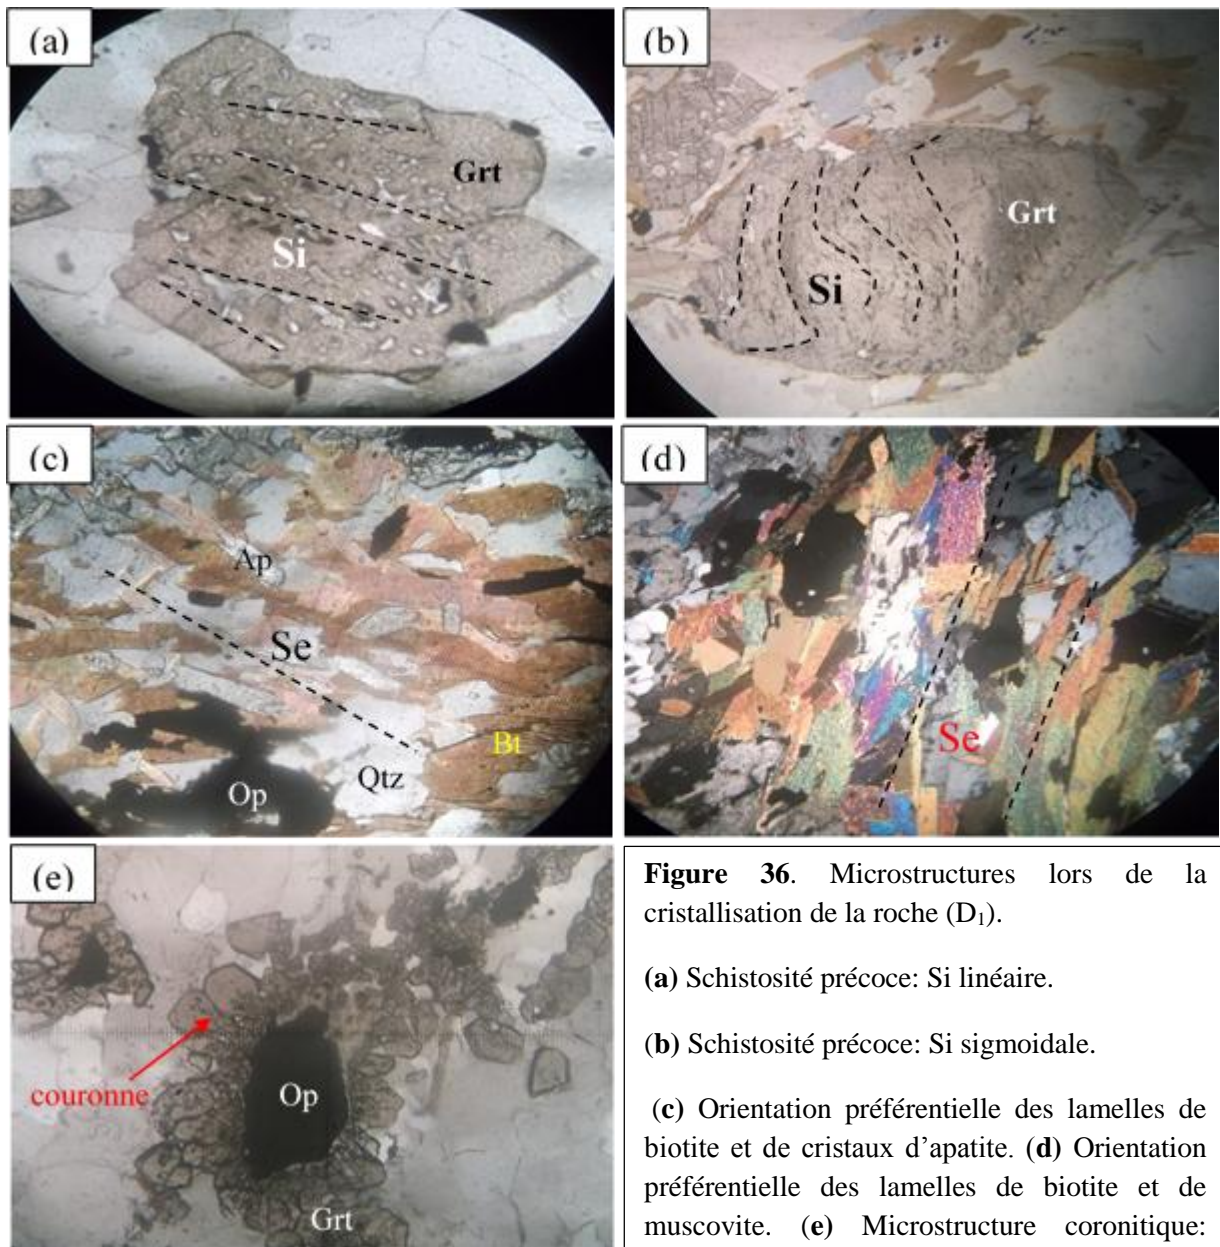 (a)
Grt
Si
(b)
Grt
Si
(c)
Ap
Se
Bt
Qtz
Op
(d)
Se
(e)
couronne
Op
Grt
Figure 36. Microstructures lors de la
cristallisation de la roche (D₁).
(a) Schistosité précoce: Si linéaire.
(b) Schistosité précoce: Si sigmoidale.
(c) Orientation préférentielle des lamelles de
biotite et de cristaux d’apatite. (d) Orientation
préférentielle des lamelles de biotite et de
muscovite. (e) Microstructure coronitique: